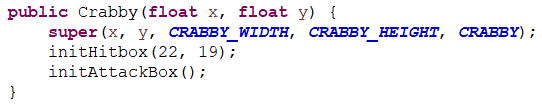 public Crabby(float x, float y) {
    super(x, y, CRABBY_WIDTH, CRABBY_HEIGHT, CRABBY);
    initHitbox(22, 19);
    initAttackBox();
}